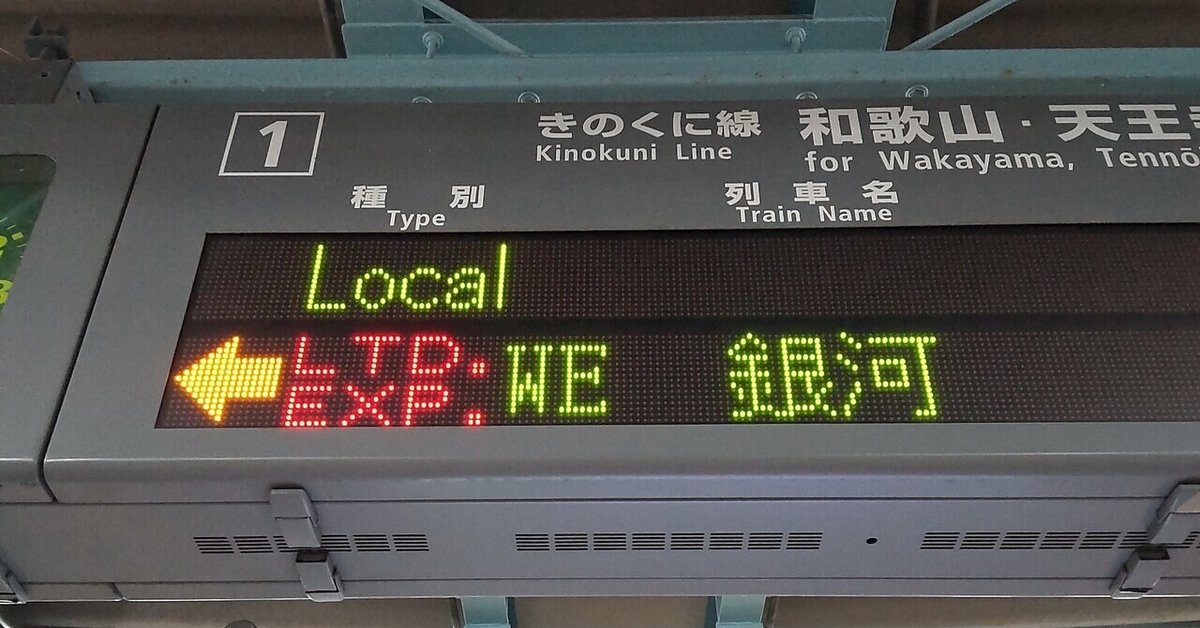 1
きのくに線 和歌山・天王寺
Kinokuni Line for Wakayama, Tennō
種別 列車名
Type Train Name
Local
LTD. EXP. WE 銀河